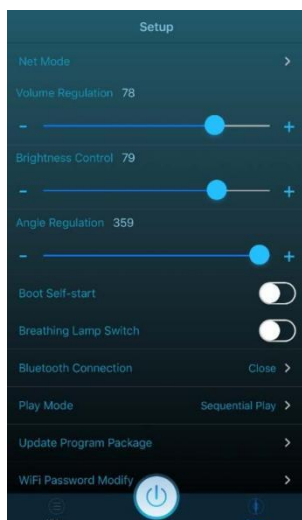 Setup
Net Mode
Volume Regulation 78
- +
Brightness Control 79
- +
Angle Regulation 359
- +
Boot Self-start
Breathing Lamp Switch
Bluetooth Connection Close
Play Mode Sequential Play
Update Program Package
WiFi Password Modify